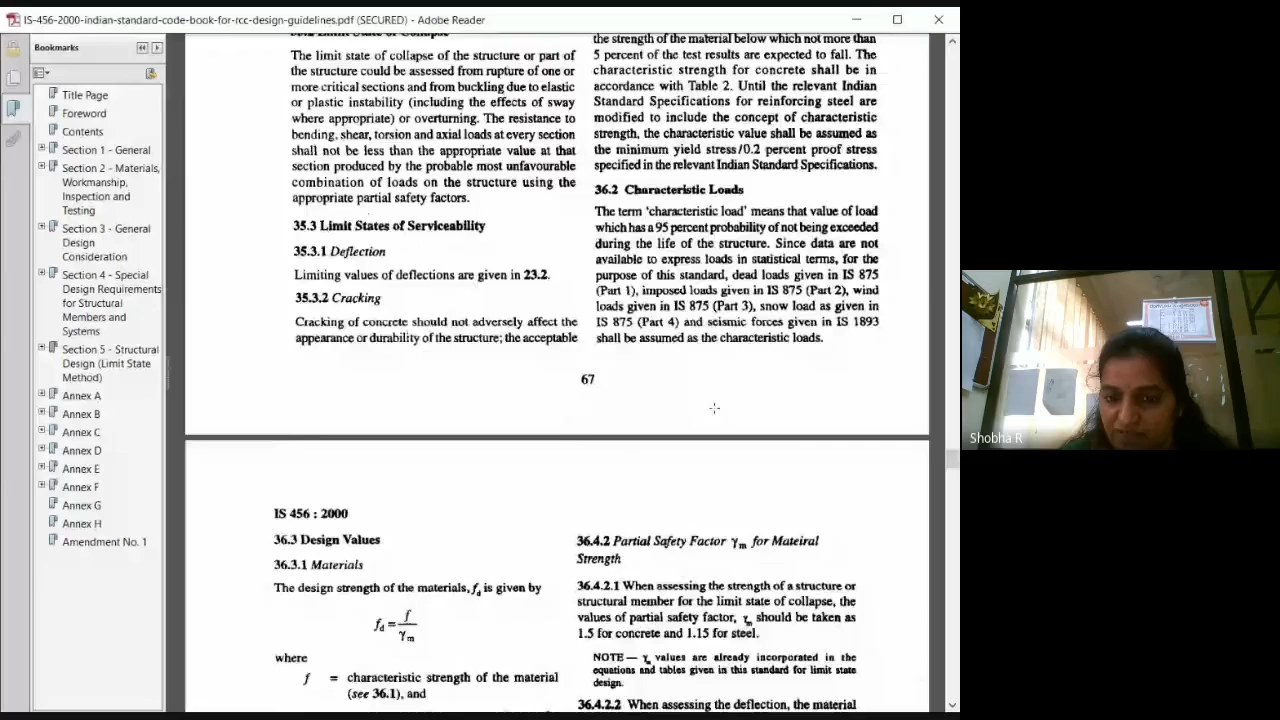 IS-456-2000-indian-standard-code-book-for-rcc-design-guidelines.pdf (SECURED) - Adobe Reader
Bookmarks
Title Page
Foreword
Contents
Section 1 - General
Section 2 - Materials,
Workmanship,
Inspection and
Testing
Section 3 - General
Design
Consideration
Section 4 - Special
Design Requirements
for Structural
Members and
Systems
Section 5 - Structural
Design (Limit State
Method)
Annex A
Annex B
Annex C
Annex D
Annex E
Annex F
Annex G
Annex H
Amendment No. 1
35.2 Limit State of Collapse
The limit state of collapse of the structure or part of
the structure could be assessed from rupture of one or
more critical sections and from buckling due to elastic
or plastic instability (including the effects of sway
where appropriate) or overturning. The resistance to
bending, shear, torsion and axial loads at every section
shall not be less than the appropriate value at that
section produced by the probable most unfavourable
combination of loads on the structure using the
appropriate partial safety factors.
35.3 Limit States of Serviceability
35.3.1 Deflection
Limiting values of deflections are given in 23.2.
35.3.2 Cracking
Cracking of concrete should not adversely affect the
appearance or durability of the structure; the acceptable
the strength of the material below which not more than
5 percent of the test results are expected to fall. The
characteristic strength for concrete shall be in
accordance with Table 2. Until the relevant Indian
Standard Specifications for reinforcing steel are
modified to include the concept of characteristic
strength, the characteristic value shall be assumed as
the minimum yield stress/0.2 percent proof stress
specified in the relevant Indian Standard Specifications.
36.2 Characteristic Loads
The term 'characteristic load' means that value of load
which has a 95 percent probability of not being exceeded
during the life of the structure. Since data are not
available to express loads in statistical terms, for the
purpose of this standard, dead loads given in IS 875
(Part 1), imposed loads given in IS 875 (Part 2), wind
loads given in IS 875 (Part 3), snow load as given in
IS 875 (Part 4) and seismic forces given in IS 1893
shall be assumed as the characteristic loads.
67
IS 456 : 2000
36.3 Design Values
36.3.1 Materials
The design strength of the materials, f_d is given by
f_d = f / γ_m
where
f = characteristic strength of the material
(see 36.1), and
36.4.2 Partial Safety Factor γ_m for Mateiral
Strength
36.4.2.1 When assessing the strength of a structure or
structural member for the limit state of collapse, the
values of partial safety factor, γ_m should be taken as
1.5 for concrete and 1.15 for steel.
NOTE — γ_m values are already incorporated in the
equations and tables given in this standard for limit state
design.
36.4.2.2 When assessing the deflection, the material
Shobha R